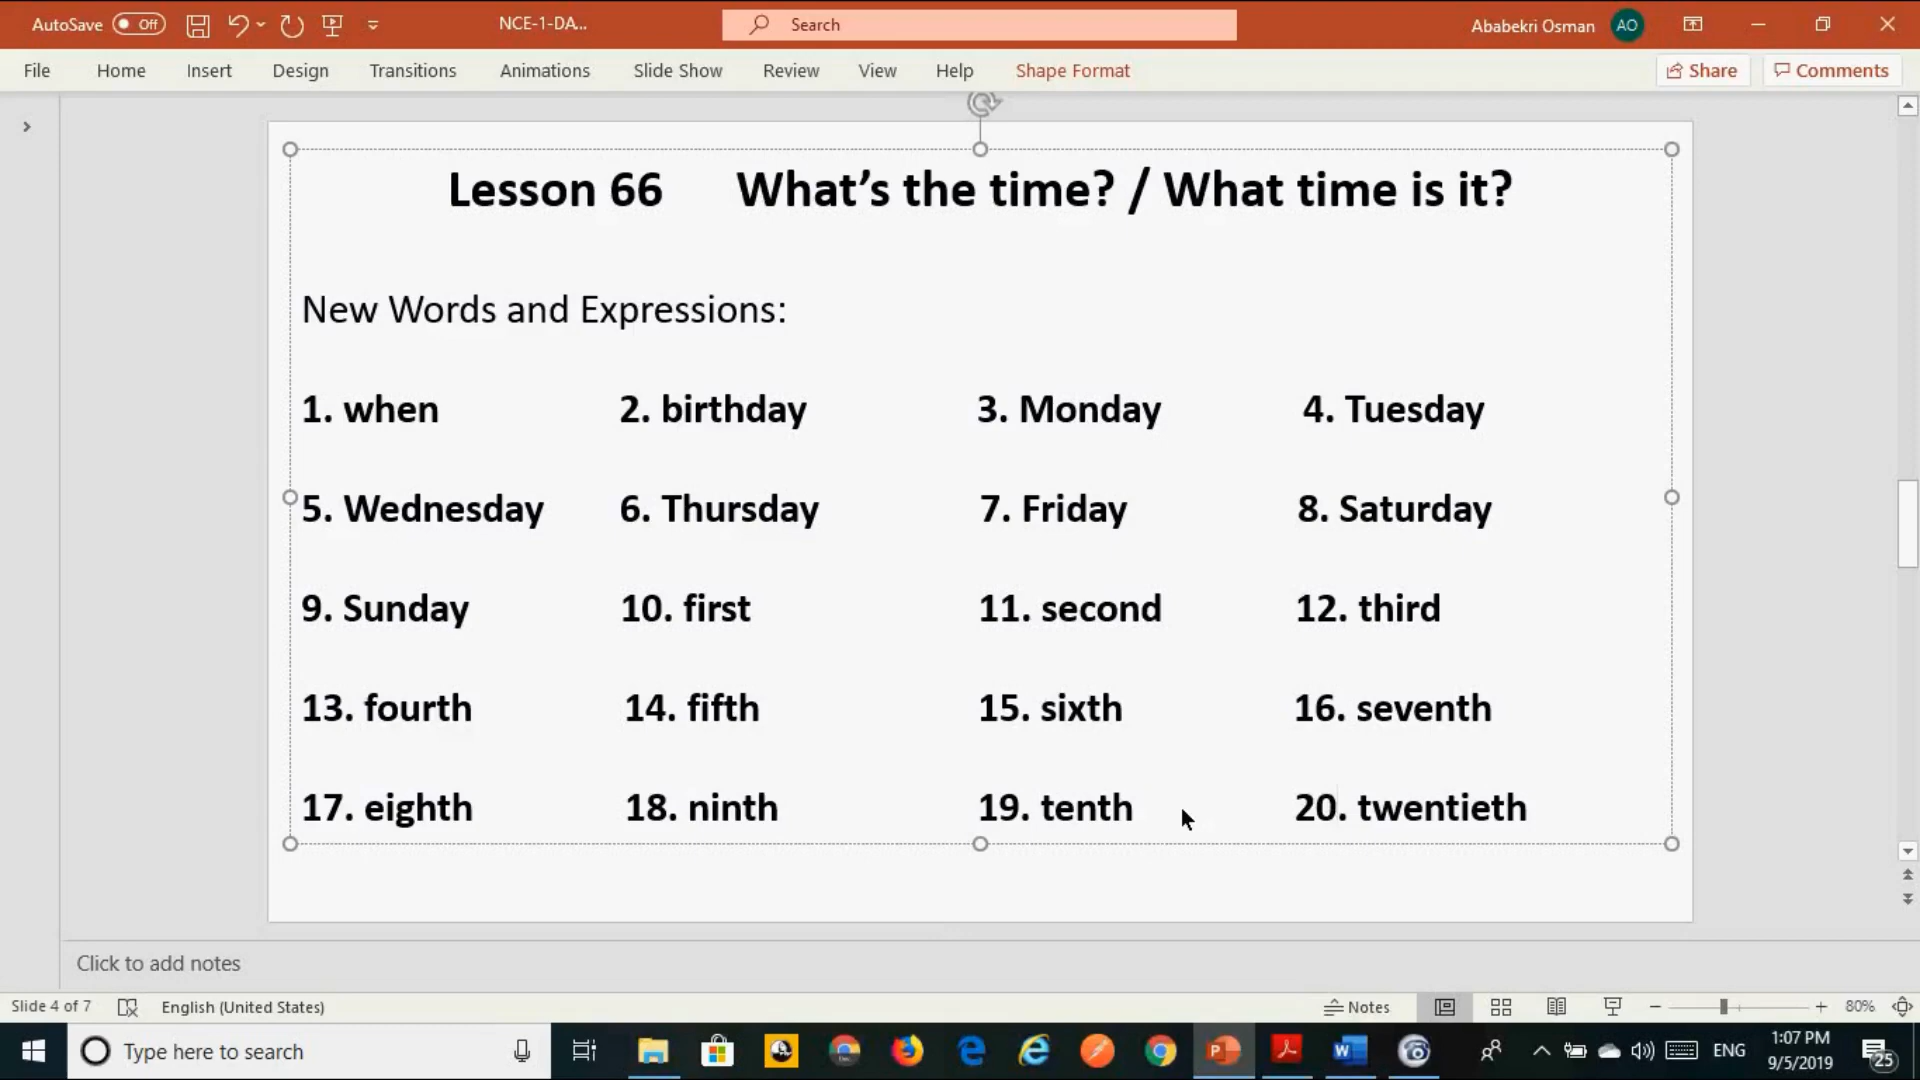 AutoSave Off NCE-1-DA... Search Ababekri Osman AO
File Home Insert Design Transitions Animations Slide Show Review View Help Shape Format Share Comments
Lesson 66 What’s the time? / What time is it?
New Words and Expressions:
1. when 2. birthday 3. Monday 4. Tuesday
5. Wednesday 6. Thursday 7. Friday 8. Saturday
9. Sunday 10. first 11. second 12. third
13. fourth 14. fifth 15. sixth 16. seventh
17. eighth 18. ninth 19. tenth 20. twentieth
Click to add notes
Slide 4 of 7 English (United States) Notes 80%
Type here to search ENG 1:07 PM
9/5/2019 25